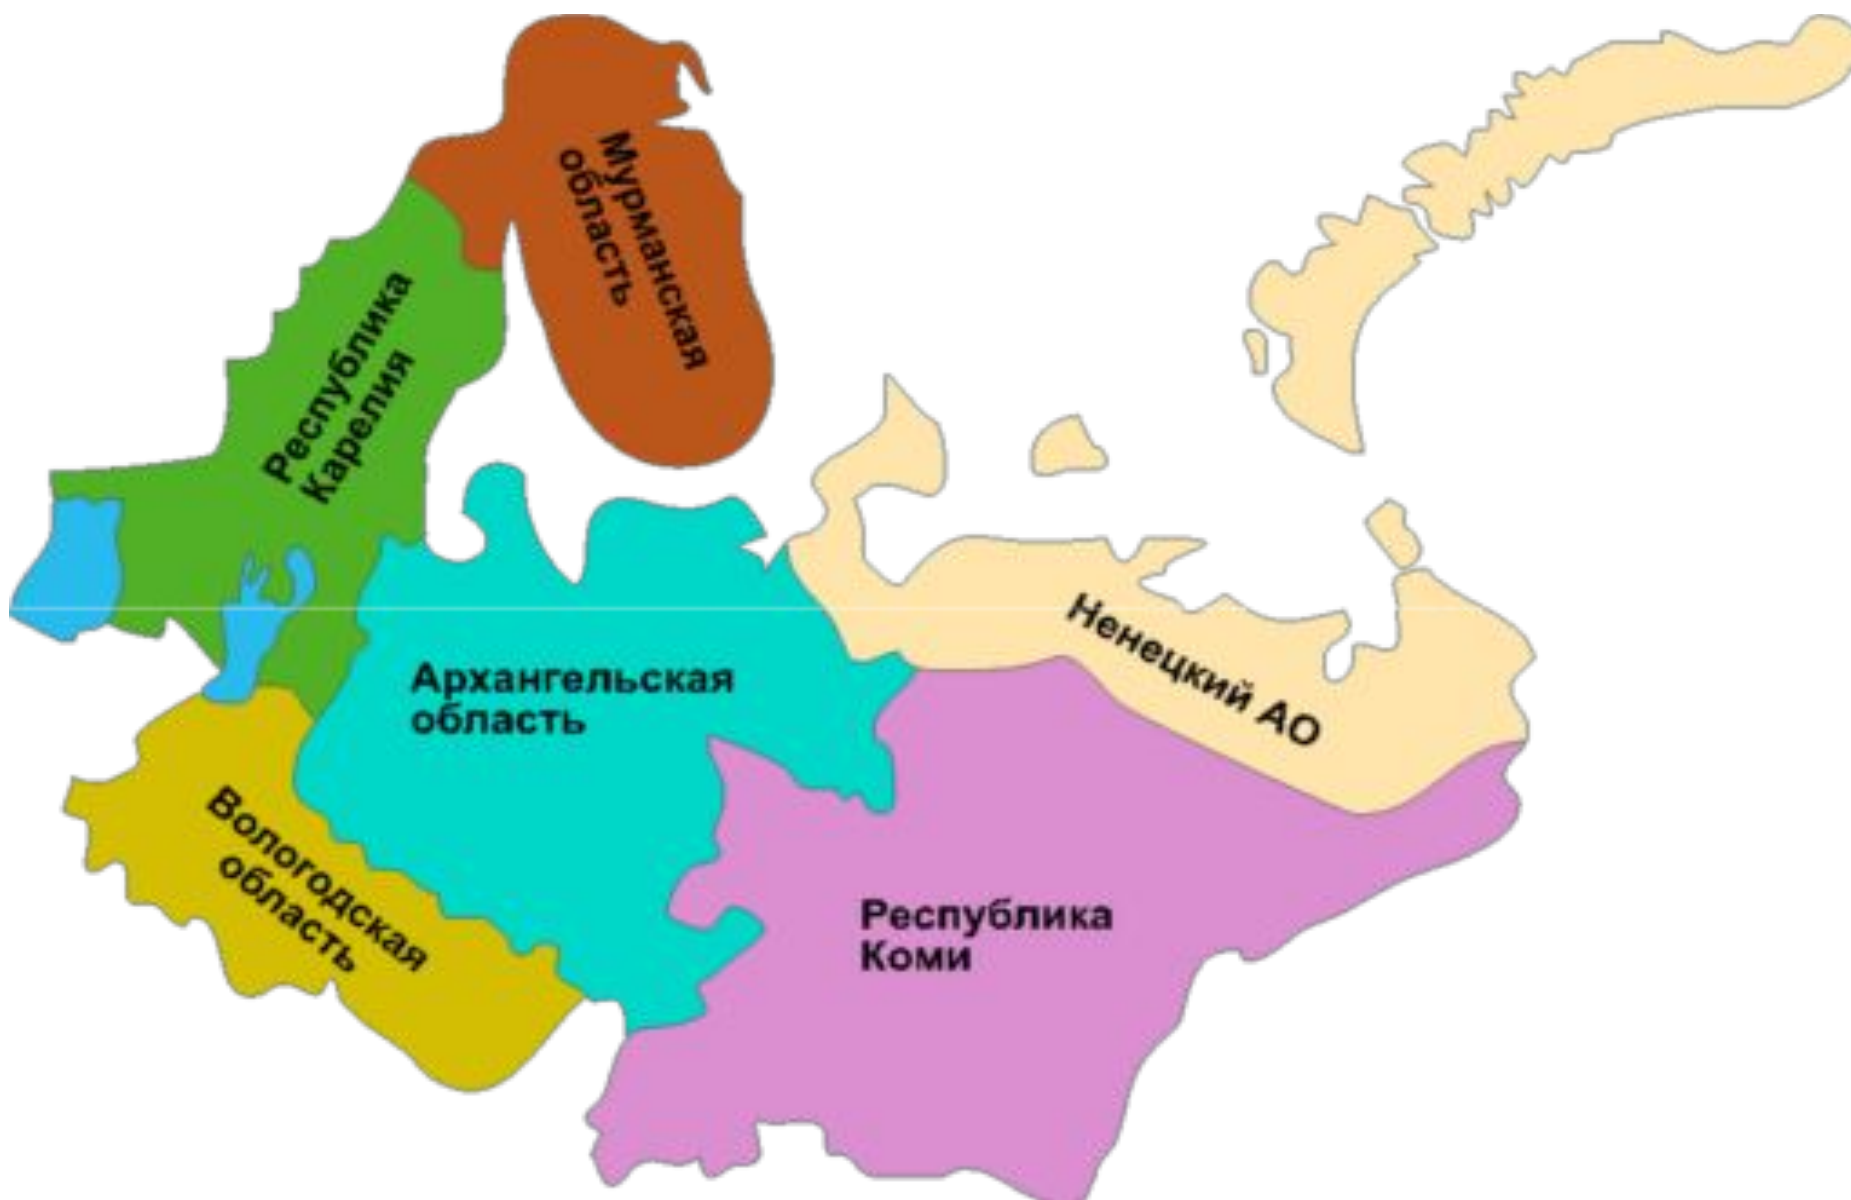 Мурманская
область
Республика
Карелия
Архангельская
область
Ненецкий АО
Вологодская
область
Республика
Коми